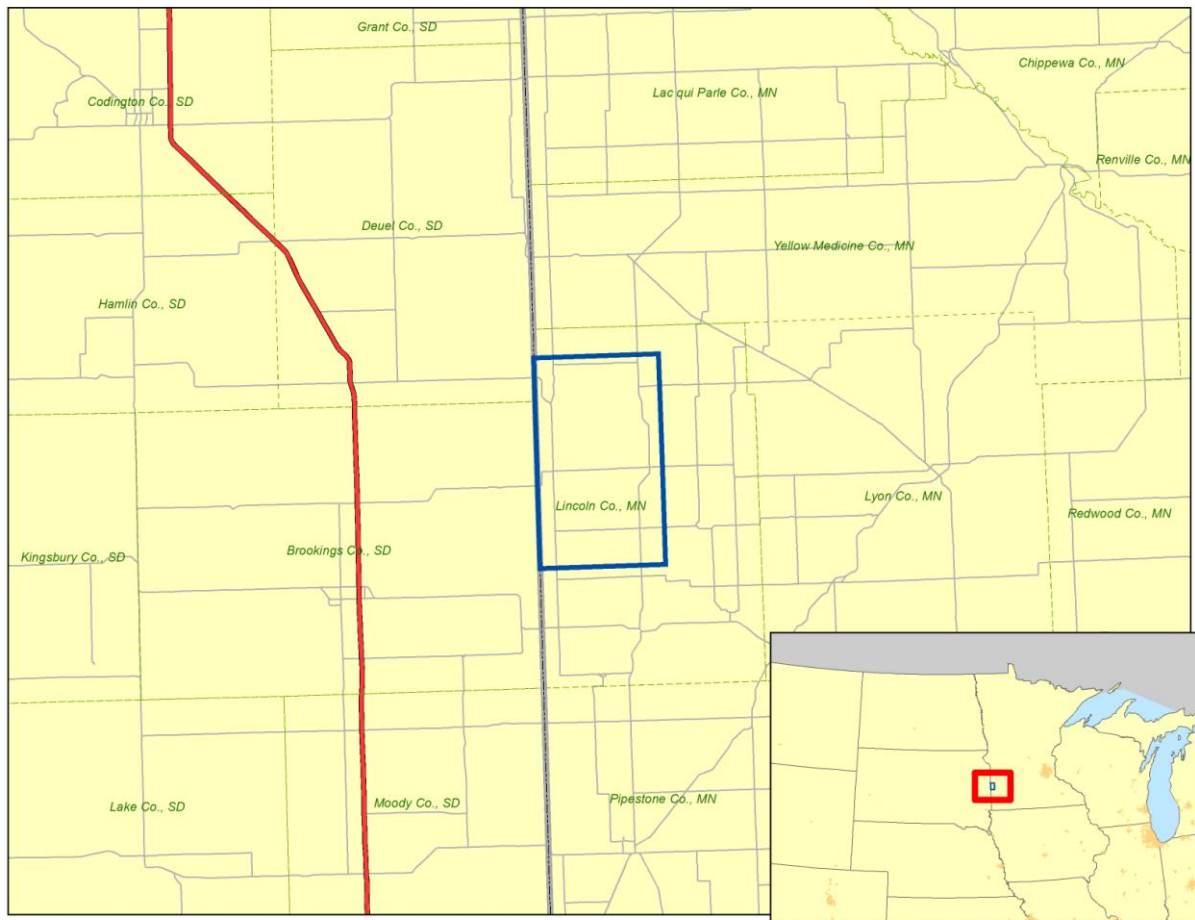 Grant Co., SD
Chippewa Co., MN
Lac qui Parle Co., MN
Codington Co., SD
Renville Co., MN
Deuel Co., SD
Yellow Medicine Co., MN
Hamlin Co., SD
Lincoln Co., MN
Lyon Co., MN
Redwood Co., MN
Brookings Co., SD
Kingsbury Co., SD
Moody Co., SD
Pipestone Co., MN
Lake Co., SD